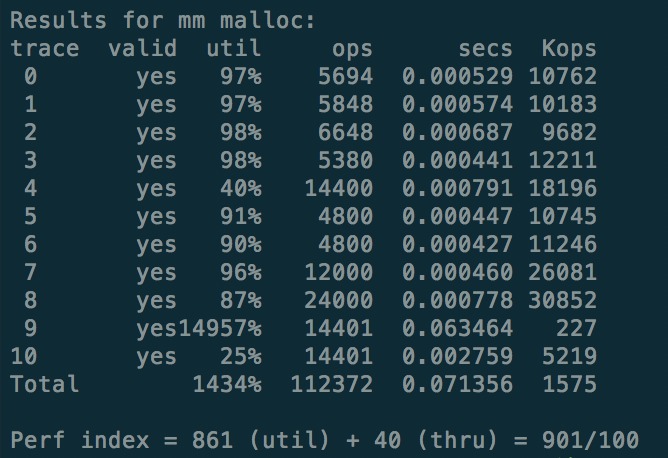 Results for mm malloc:
trace  valid  util     ops      secs  Kops
 0       yes   97%    5694  0.000529 10762
 1       yes   97%    5848  0.000574 10183
 2       yes   98%    6648  0.000687  9682
 3       yes   98%    5380  0.000441 12211
 4       yes   40%   14400  0.000791 18196
 5       yes   91%    4800  0.000447 10745
 6       yes   90%    4800  0.000427 11246
 7       yes   96%   12000  0.000460 26081
 8       yes   87%   24000  0.000778 30852
 9       yes14957%   14401  0.063464   227
10       yes   25%   14401  0.002759  5219
Total        1434%  112372  0.071356  1575
Perf index = 861 (util) + 40 (thru) = 901/100